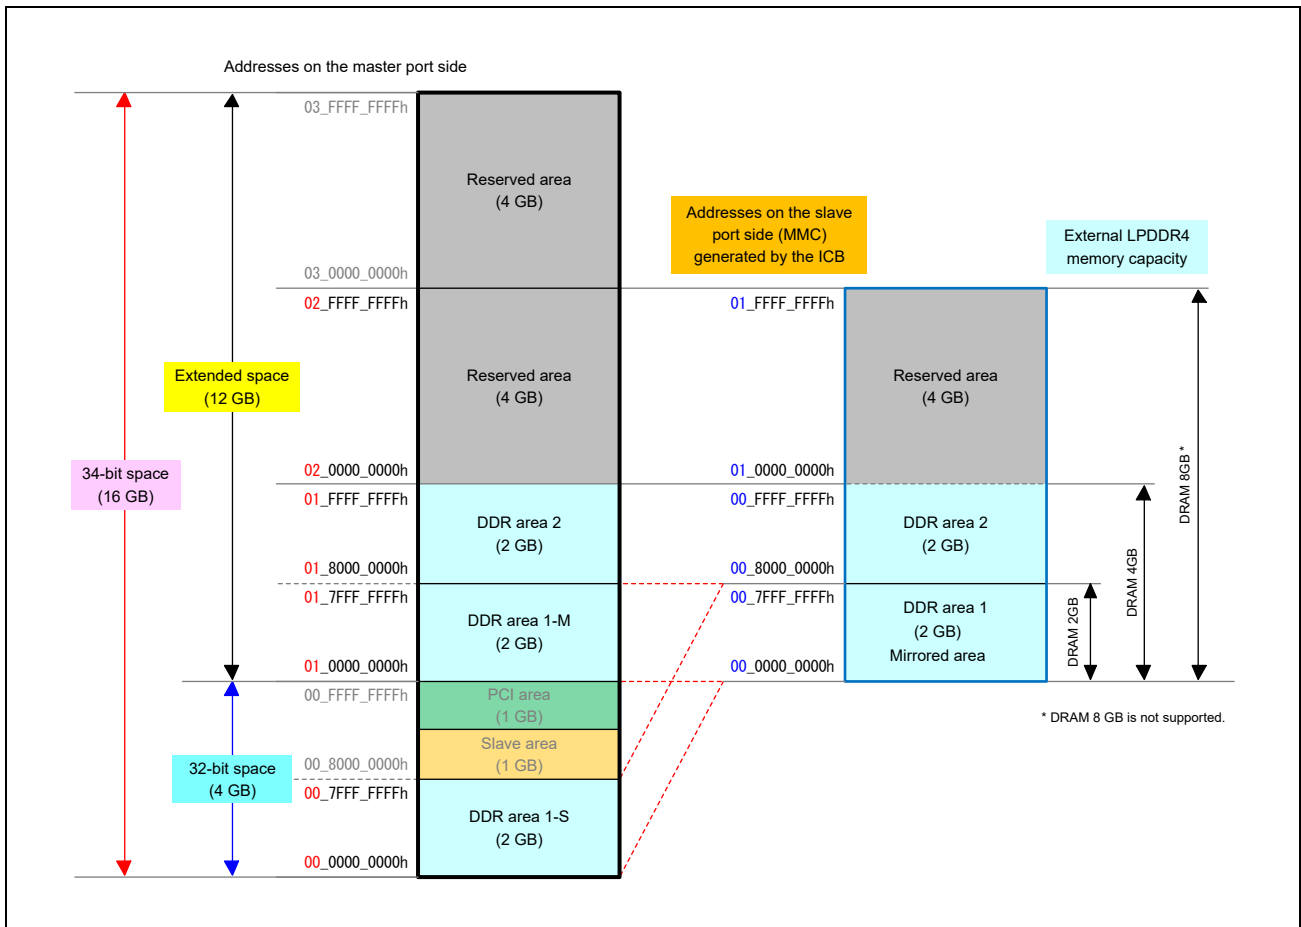 Addresses on the master port side
03_FFFF_FFFFh
Reserved area
(4 GB)
03_0000_0000h
02_FFFF_FFFFh
Reserved area
(4 GB)
02_0000_0000h
01_FFFF_FFFFh
DDR area 2
(2 GB)
01_8000_0000h
01_7FFF_FFFFh
DDR area 1-M
(2 GB)
01_0000_0000h
00_FFFF_FFFFh
PCI area
(1 GB)
Slave area
(1 GB)
00_8000_0000h
00_7FFF_FFFFh
DDR area 1-S
(2 GB)
00_0000_0000h
34-bit space
(16 GB)
Extended space
(12 GB)
32-bit space
(4 GB)
Addresses on the slave
port side (MMC)
generated by the ICB
01_FFFF_FFFFh
Reserved area
(4 GB)
01_0000_0000h
00_FFFF_FFFFh
DDR area 2
(2 GB)
00_8000_0000h
00_7FFF_FFFFh
DDR area 1
(2 GB)
Mirrored area
00_0000_0000h
External LPDDR4
memory capacity
DRAM 2GB
DRAM 4GB
DRAM 8GB *
* DRAM 8 GB is not supported.